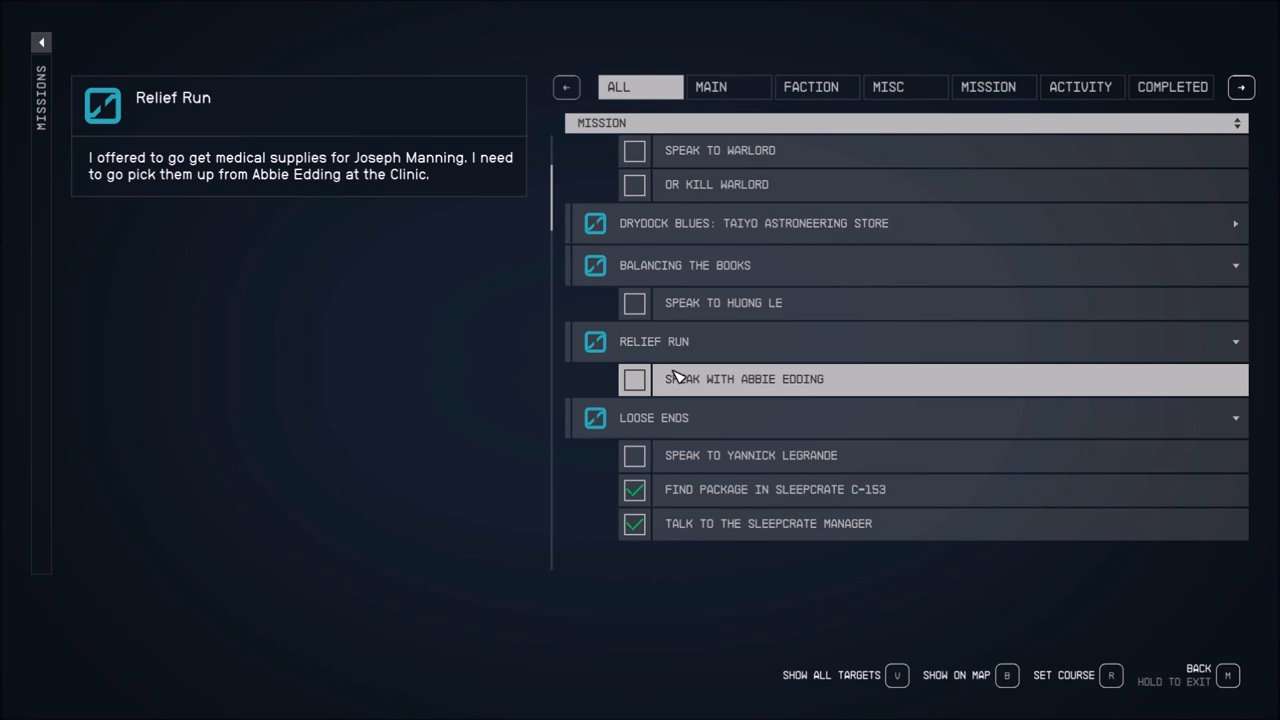 MISSIONS
Relief Run
I offered to go get medical supplies for Joseph Manning. I need
to go pick them up from Abbie Edding at the Clinic.
ALL MAIN FACTION MISC MISSION ACTIVITY COMPLETED
MISSION
SPEAK TO WARLORD
OR KILL WARLORD
DRYDOCK BLUES: TAIYO ASTRONEERING STORE
BALANCING THE BOOKS
SPEAK TO HUONG LE
RELIEF RUN
SPEAK WITH ABBIE EDDING
LOOSE ENDS
SPEAK TO YANNICK LEGRANDE
FIND PACKAGE IN SLEEPCRATE C-153
TALK TO THE SLEEPCRATE MANAGER
SHOW ALL TARGETS V SHOW ON MAP B SET COURSE R BACK M
HOLD TO EXIT